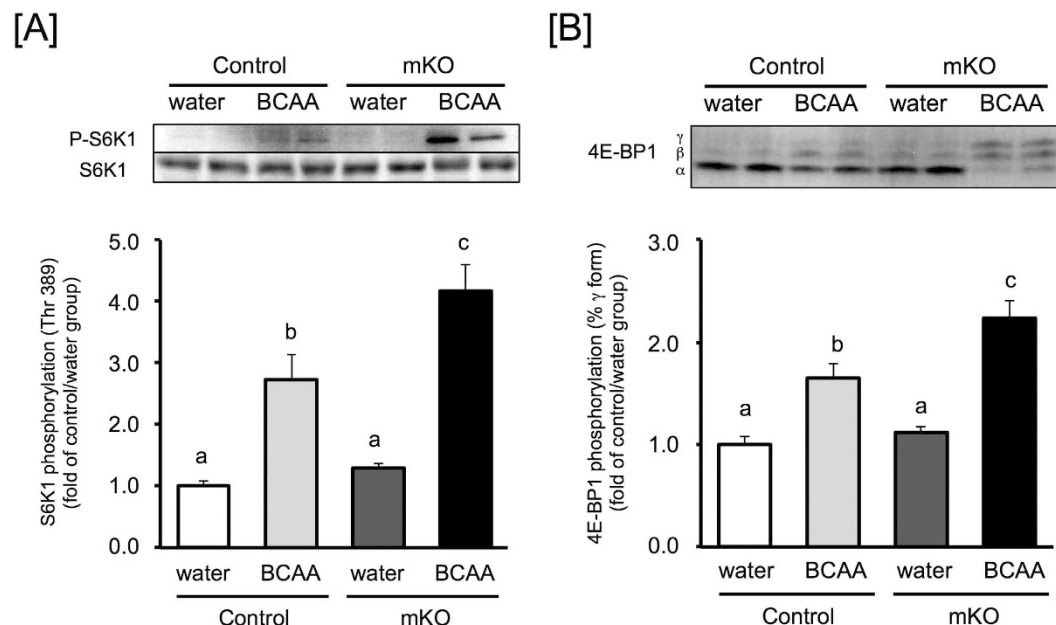 [A]
Control mKO
water BCAA water BCAA
P-S6K1
S6K1
S6K1 phosphorylation (Thr 389)
(fold of control/water group)
5.0
4.0
3.0
2.0
1.0
0.0
a
b
a
c
water BCAA water BCAA
Control mKO
[B]
Control mKO
water BCAA water BCAA
4E-BP1
γ
β
α
4E-BP1 phosphorylation (% γ form)
(fold of control/water group)
3.0
2.0
1.0
0.0
a
b
a
c
water BCAA water BCAA
Control mKO